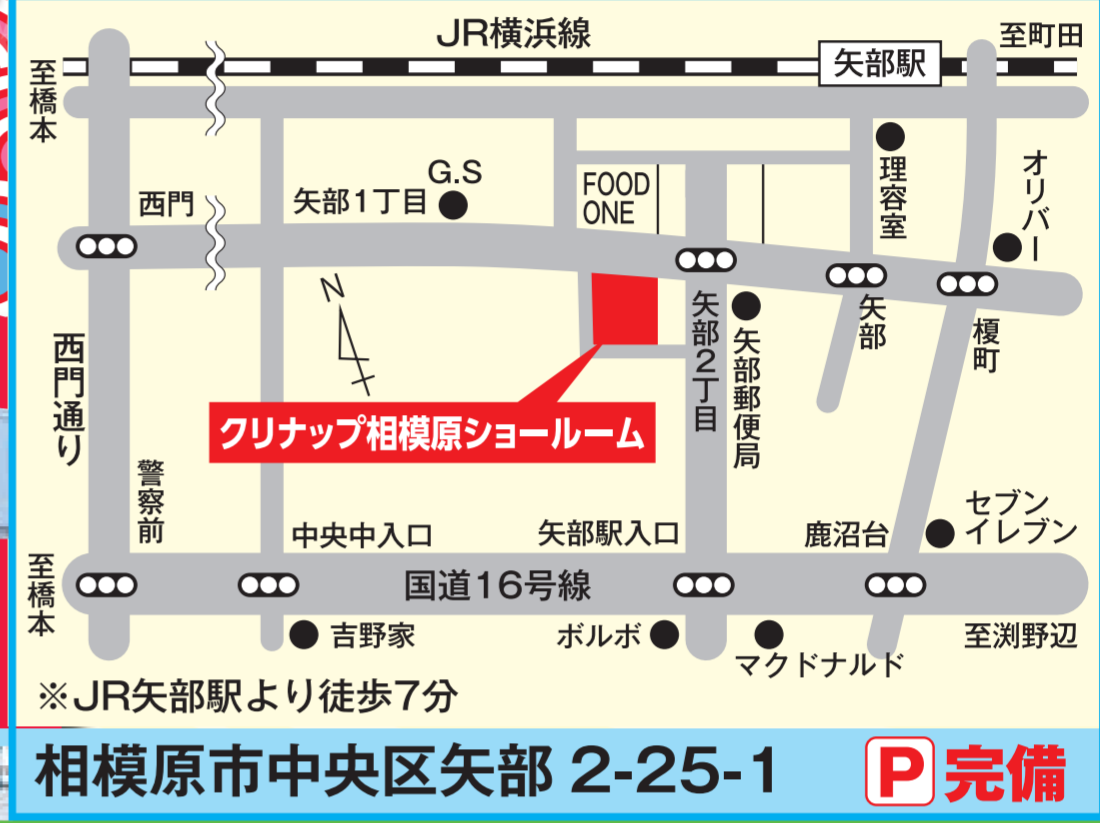 JR横浜線
至町田
矢部駅
至橋本
理容室
オリバー
G.S
FOOD
ONE
西門
矢部1丁目
N
矢部
榎町
矢部2丁目
矢部郵便局
西門通り
クリナップ相模原ショールーム
警察前
セブン
イレブン
中央中入口
矢部駅入口
鹿沼台
至橋本
国道16号線
吉野家
ボルボ
マクドナルド
至渕野辺
※JR矢部駅より徒歩7分
相模原市中央区矢部 2-25-1
P 完備